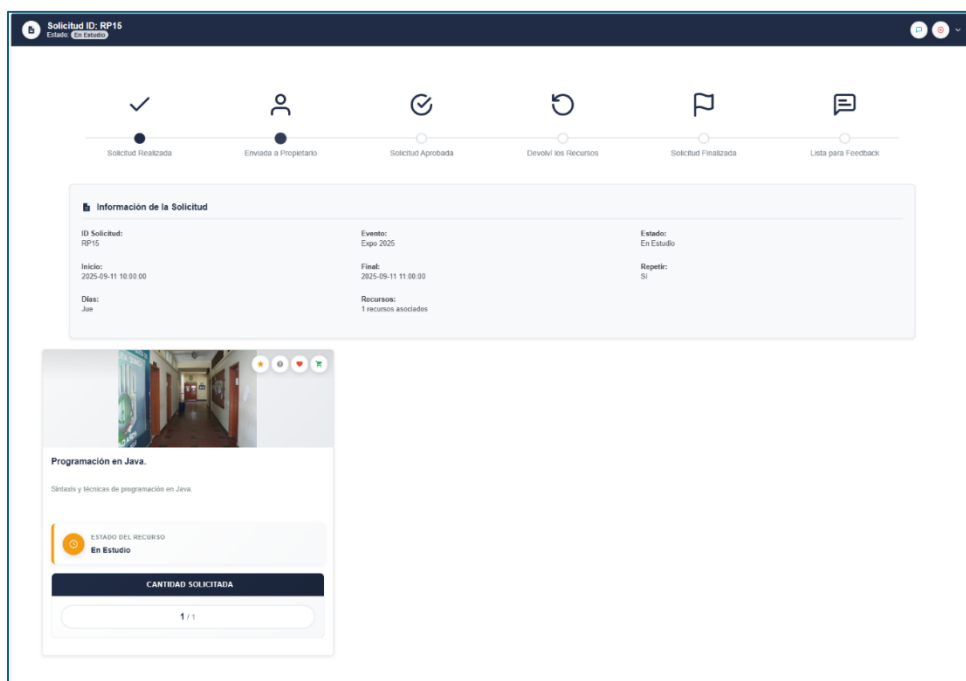 Solicitud ID: RP15
Estado: En Estudio
Solicitud Realizada
Enviada a Propietario
Solicitud Aprobada
Devolví los Recursos
Solicitud Finalizada
Lista para Feedback
Información de la Solicitud
ID Solicitud:
RP15
Evento:
Expo 2025
Estado:
En Estudio
Inicio:
2025-09-11 10:00:00
Final:
2025-09-11 11:00:00
Repetir:
Sí
Días:
Jue
Recursos:
1 recursos asociados
Programación en Java.
Sintaxis y técnicas de programación en Java.
ESTADO DEL RECURSO
En Estudio
CANTIDAD SOLICITADA
1 / 1